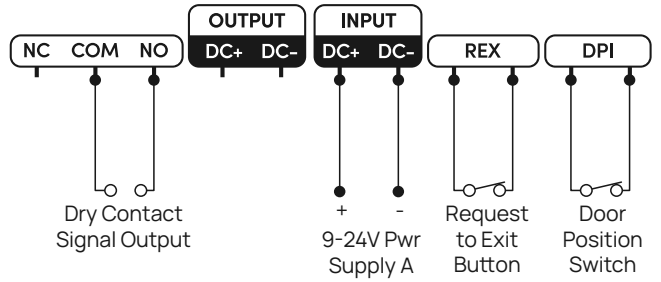 OUTPUT
INPUT
NC COM NO DC+ DC- DC+ DC- REX DPI
Dry Contact
Signal Output
+ -
9-24V Pwr
Supply A
Request
to Exit
Button
Door
Position
Switch